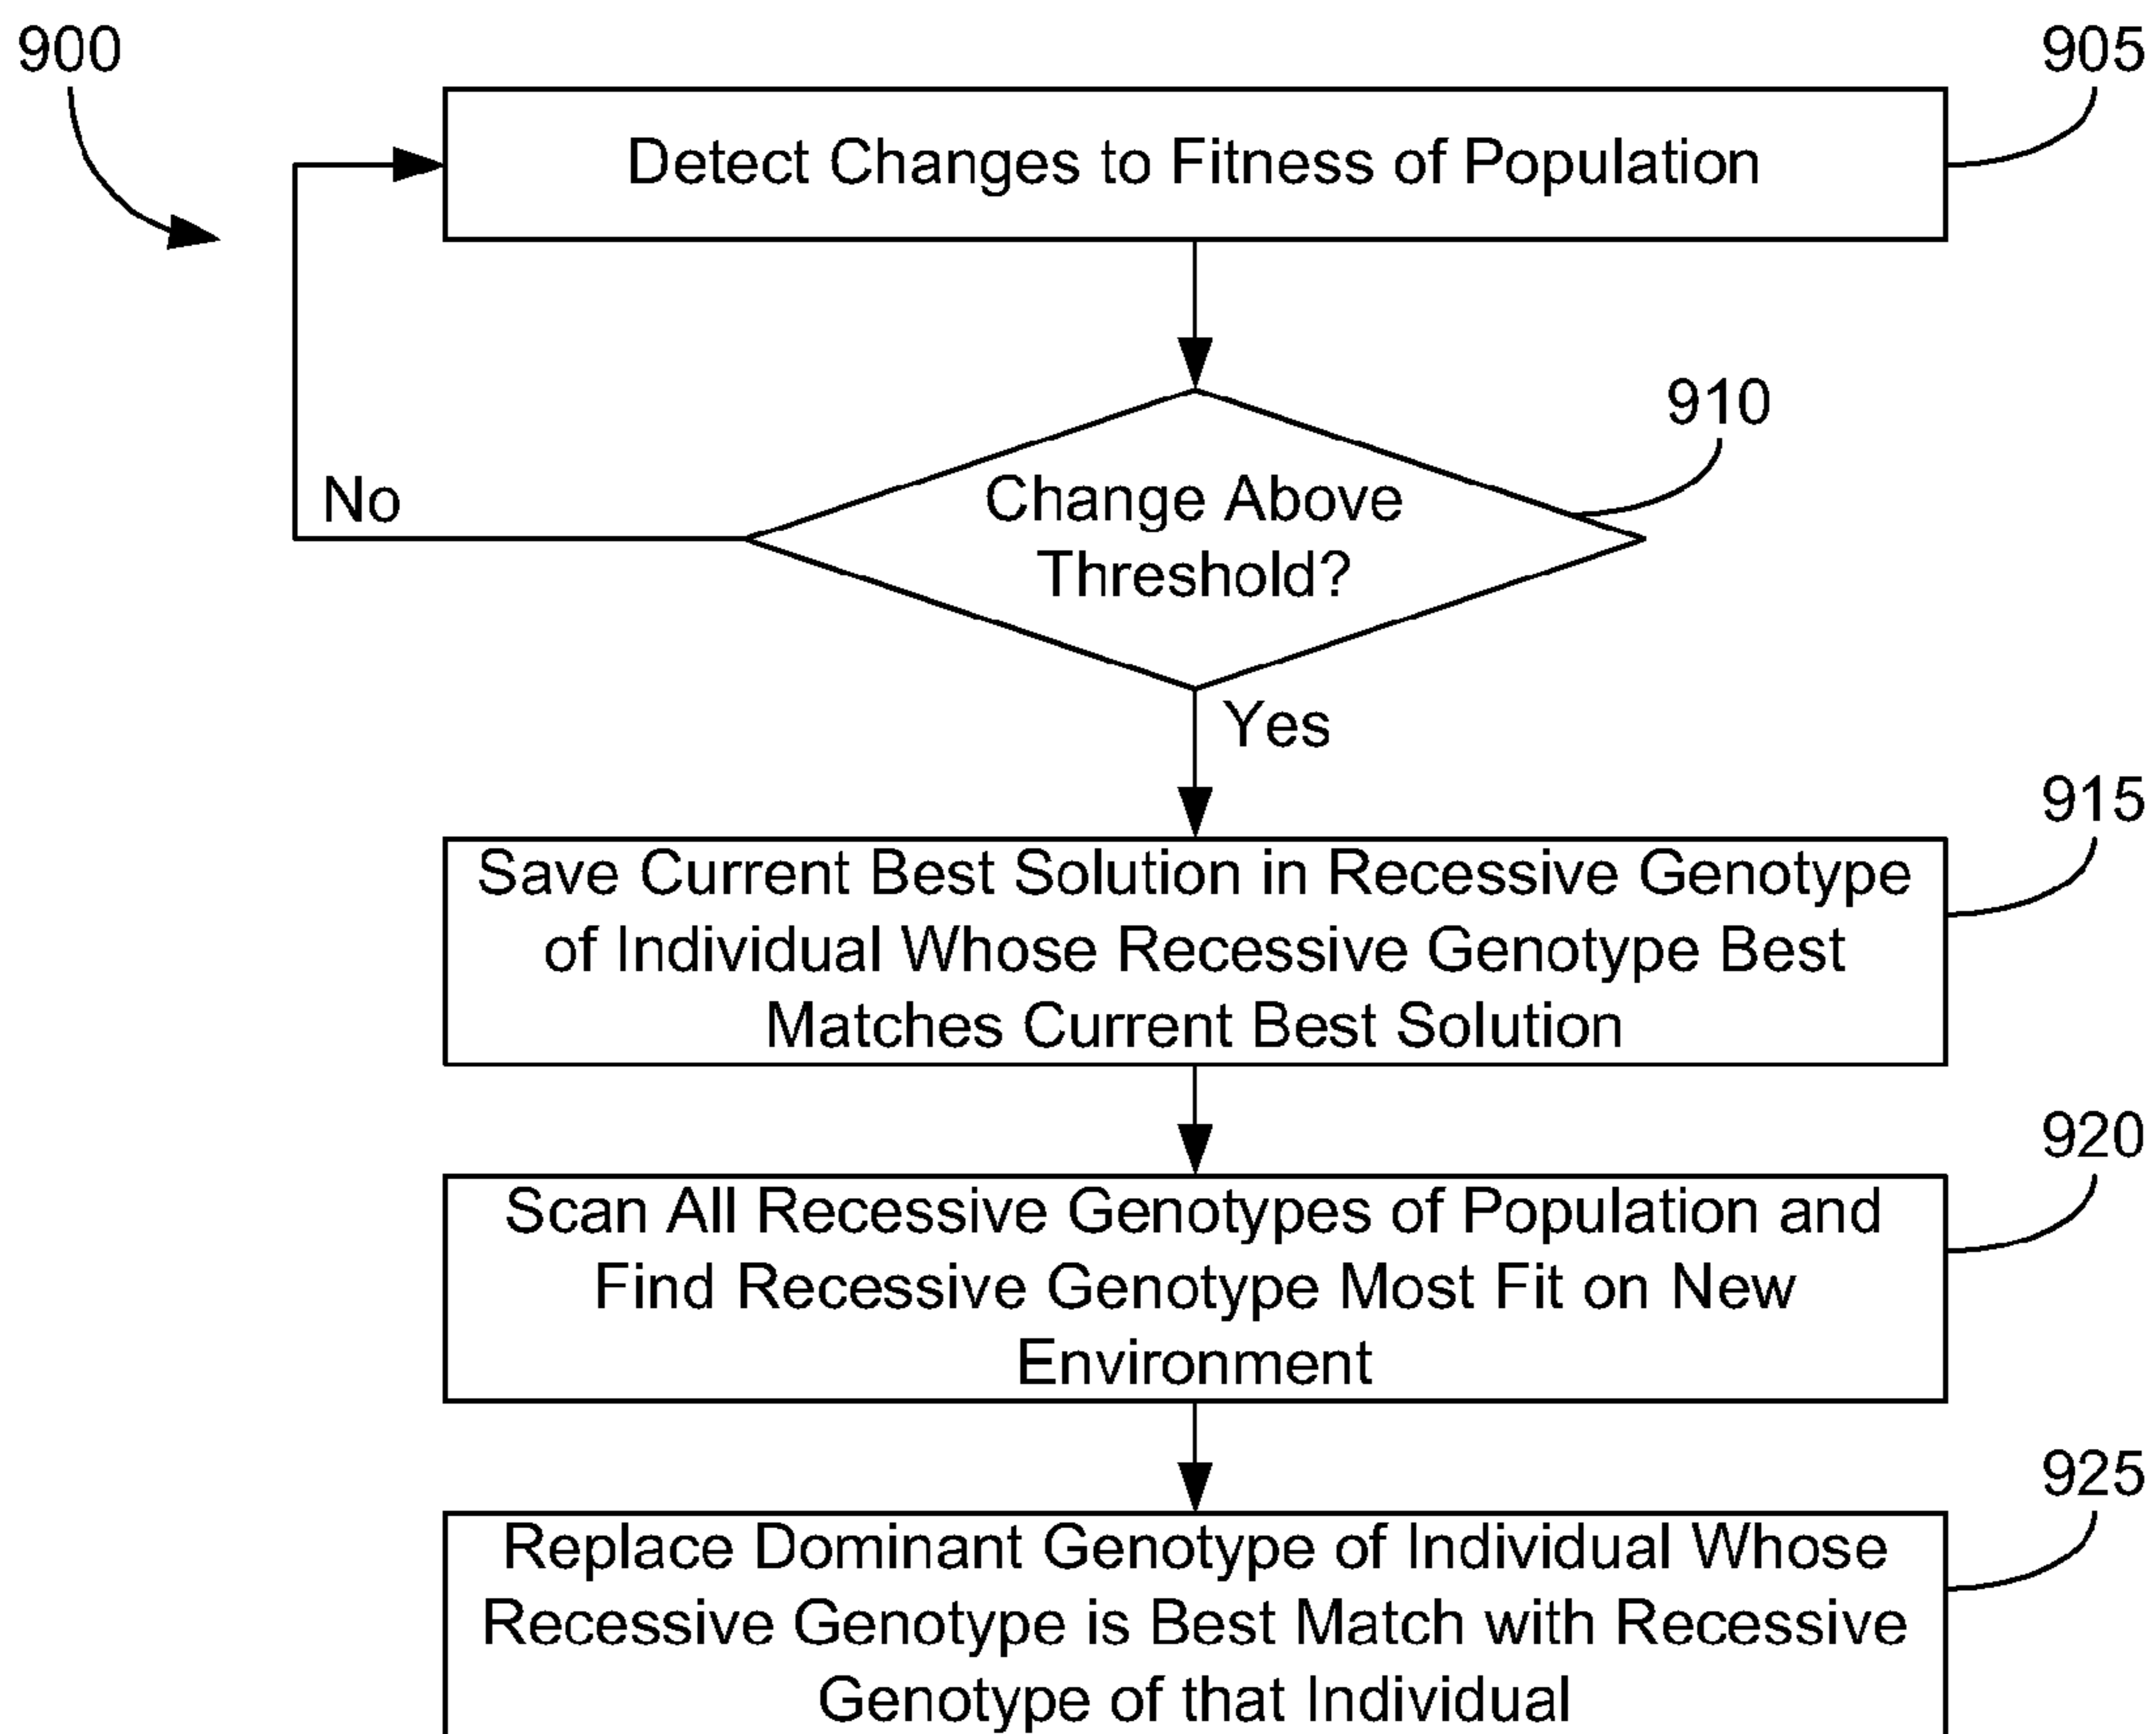 900
905
Detect Changes to Fitness of Population
910
Change Above
Threshold?
No
Yes
915
Save Current Best Solution in Recessive Genotype
of Individual Whose Recessive Genotype Best
Matches Current Best Solution
920
Scan All Recessive Genotypes of Population and
Find Recessive Genotype Most Fit on New
Environment
925
Replace Dominant Genotype of Individual Whose
Recessive Genotype is Best Match with Recessive
Genotype of that Individual